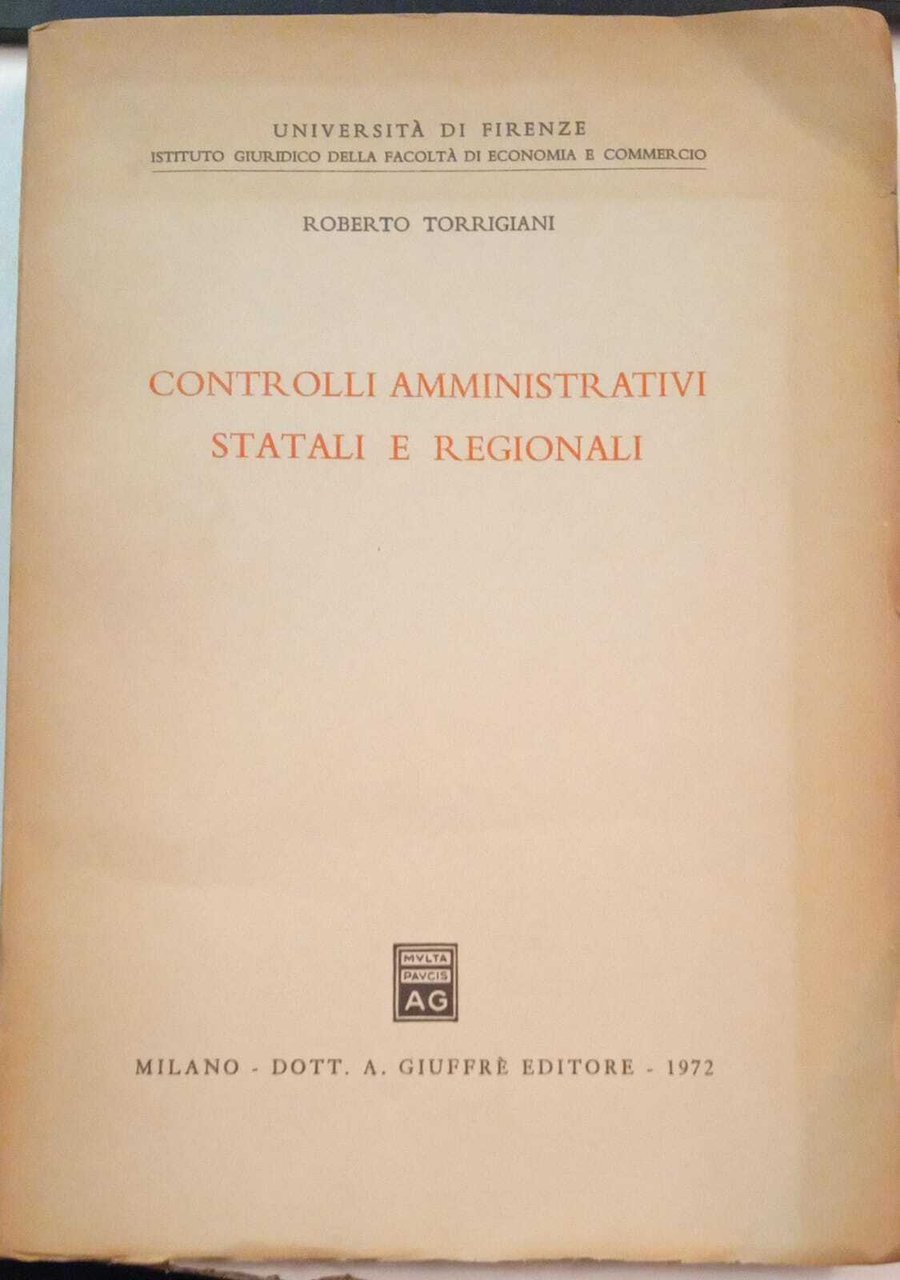 UNIVERSITÀ DI FIRENZE
ISTITUTO GIURIDICO DELLA FACOLTÀ DI ECONOMIA E COMMERCIO
ROBERTO TORRIGIANI
CONTROLLI AMMINISTRATIVI
STATALI E REGIONALI
MVLTA
PAVCIS
AG
MILANO - DOTT. A. GIUFFRÈ EDITORE - 1972